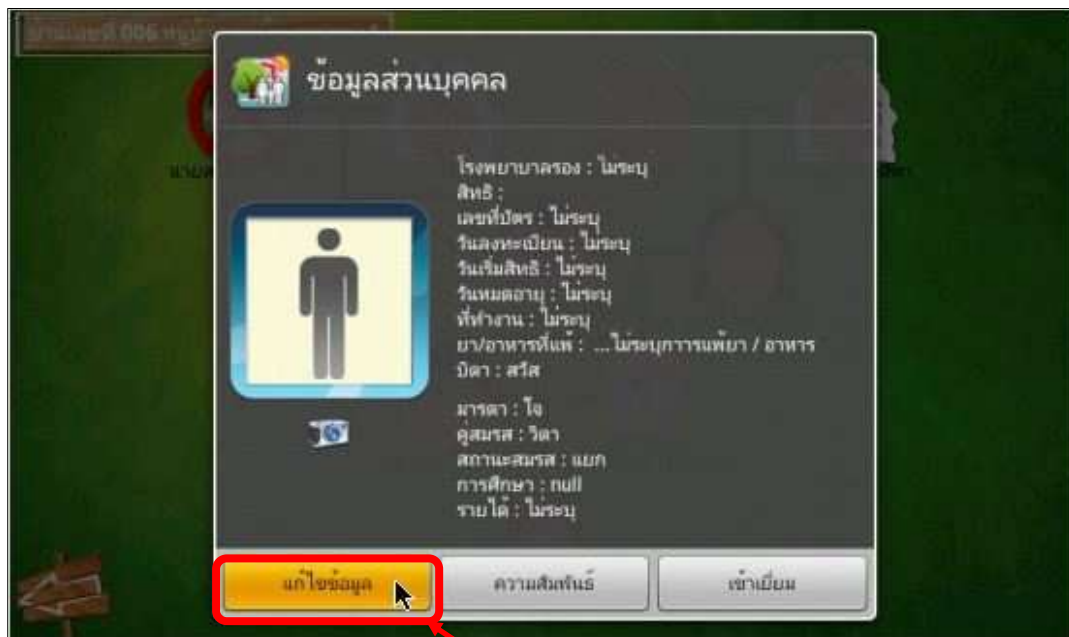 ข้อมูลส่วนบุคคล
โรงพยาบาลรอง : ไม่ระบุ
สิทธิ :
เลขที่บัตร : ไม่ระบุ
วันลงทะเบียน : ไม่ระบุ
วันเริ่มสิทธิ : ไม่ระบุ
วันหมดอายุ : ไม่ระบุ
ที่ทำงาน : ไม่ระบุ
ยา/อาหารที่แพ้ : ...ไม่ระบุการแพ้ยา / อาหาร
บิดา : สวัส
มารดา : โจ
คู่สมรส : วิดา
สถานะสมรส : แยก
การศึกษา : null
รายได้ : ไม่ระบุ
แก้ไขข้อมูล
ความสัมพันธ์
เข้าเยี่ยม